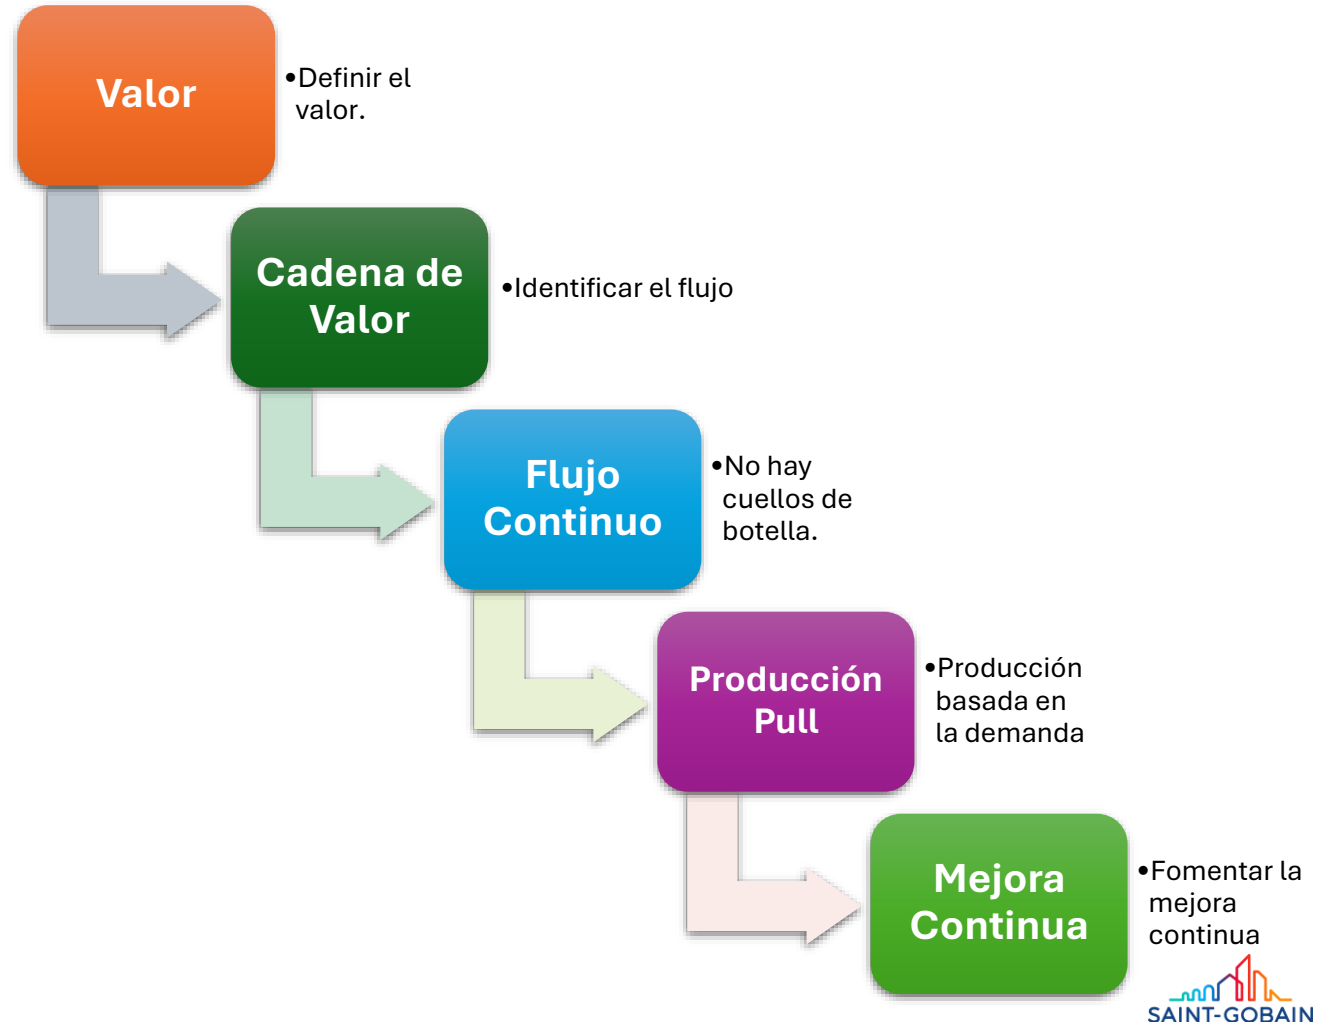 Valor
•Definir el
valor.
Cadena de
Valor
•Identificar el flujo
Flujo
Continuo
•No hay
cuellos de
botella.
Producción
Pull
•Producción
basada en
la demanda
Mejora
Continua
•Fomentar la
mejora
continua
SAINT-GOBAIN